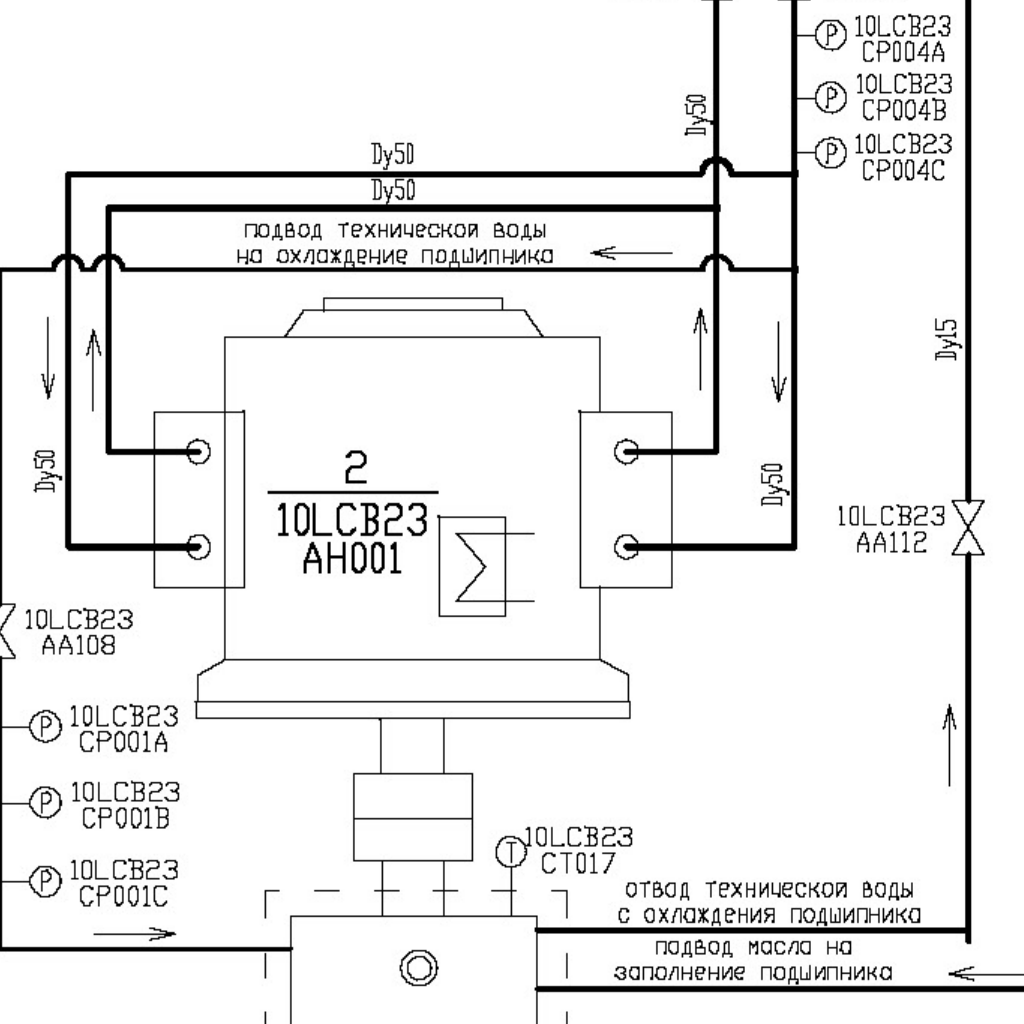 10LCB23
CP004A
10LCB23
CP004B
10LCB23
CP004C
Dy50
Dy50
Dy50
подвод технической воды
на охлаждение подшипника
Dy15
Dy50
Dy50
2
10LCB23
AH001
10LCB23
AA112
10LCB23
AA108
10LCB23
CP001A
10LCB23
CP001B
10LCB23
CP001C
10LCB23
CT017
отвод технической воды
с охлаждения подшипника
подвод масла на
заполнение подшипника
P
P
P
P
P
P
T